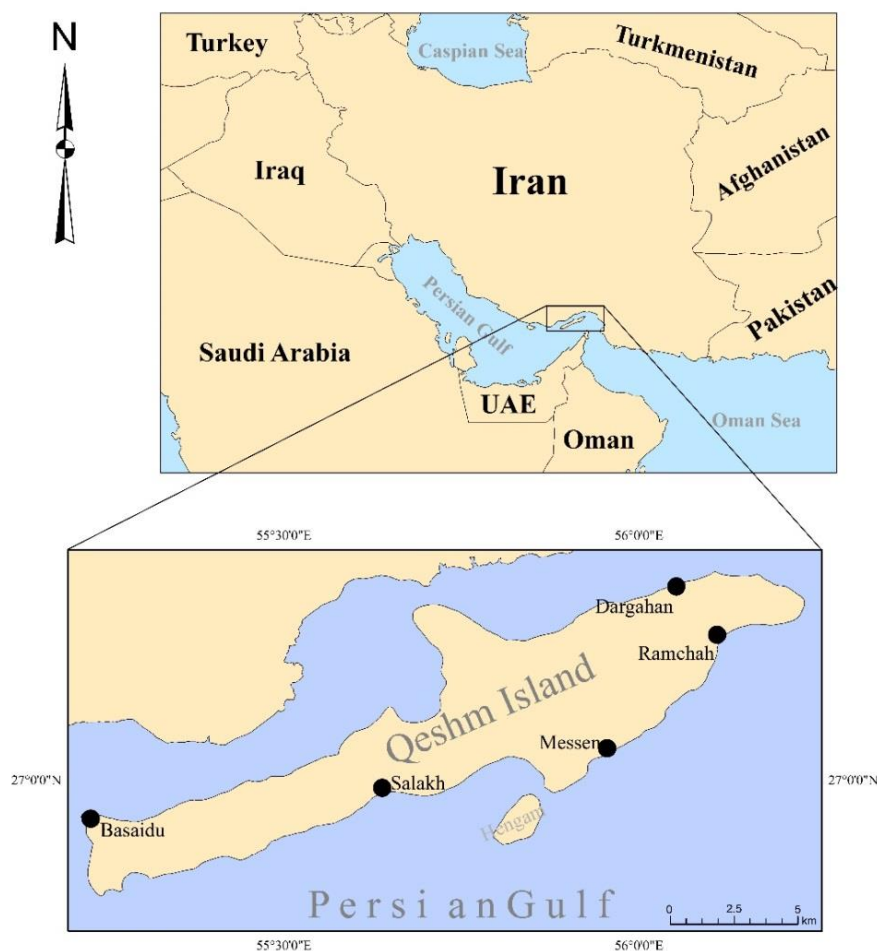 N
Turkey
Caspian Sea
Turkmenistan
Iraq
Iran
Afghanistan
Persian Gulf
Pakistan
Saudi Arabia
UAE
Oman
Oman Sea
55°30'0"E
56°0'0"E
Dargahan
Ramchah
Qeshm Island
Messen
27°0'0"N
27°0'0"N
Salakh
Basaidu
Hengam
Persian Gulf
0 2.5 5
km
55°30'0"E
56°0'0"E